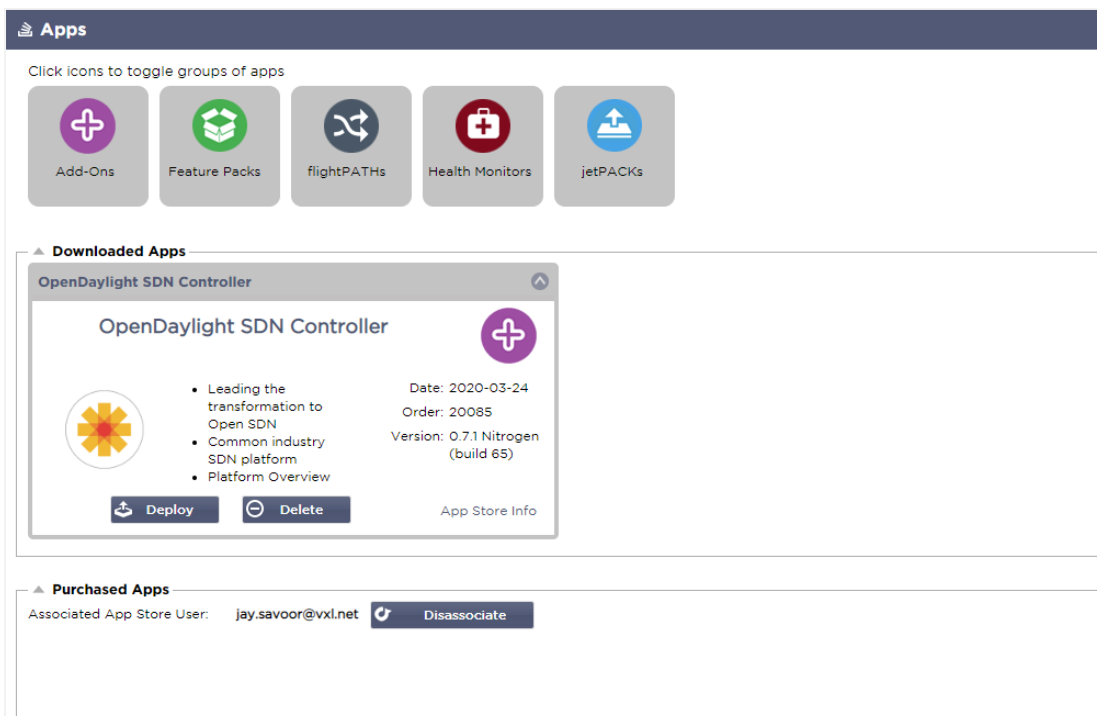 Apps
Click icons to toggle groups of apps
Add-Ons
Feature Packs
flightPATHs
Health Monitors
jetPACKs
Downloaded Apps
OpenDaylight SDN Controller
OpenDaylight SDN Controller
Leading the
transformation to
Open SDN
Common industry
SDN platform
Platform Overview
Date: 2020-03-24
Order: 20085
Version: 0.7.1 Nitrogen
(build 65)
Deploy
Delete
App Store Info
Purchased Apps
Associated App Store User: jay.savoor@vxl.net Disassociate